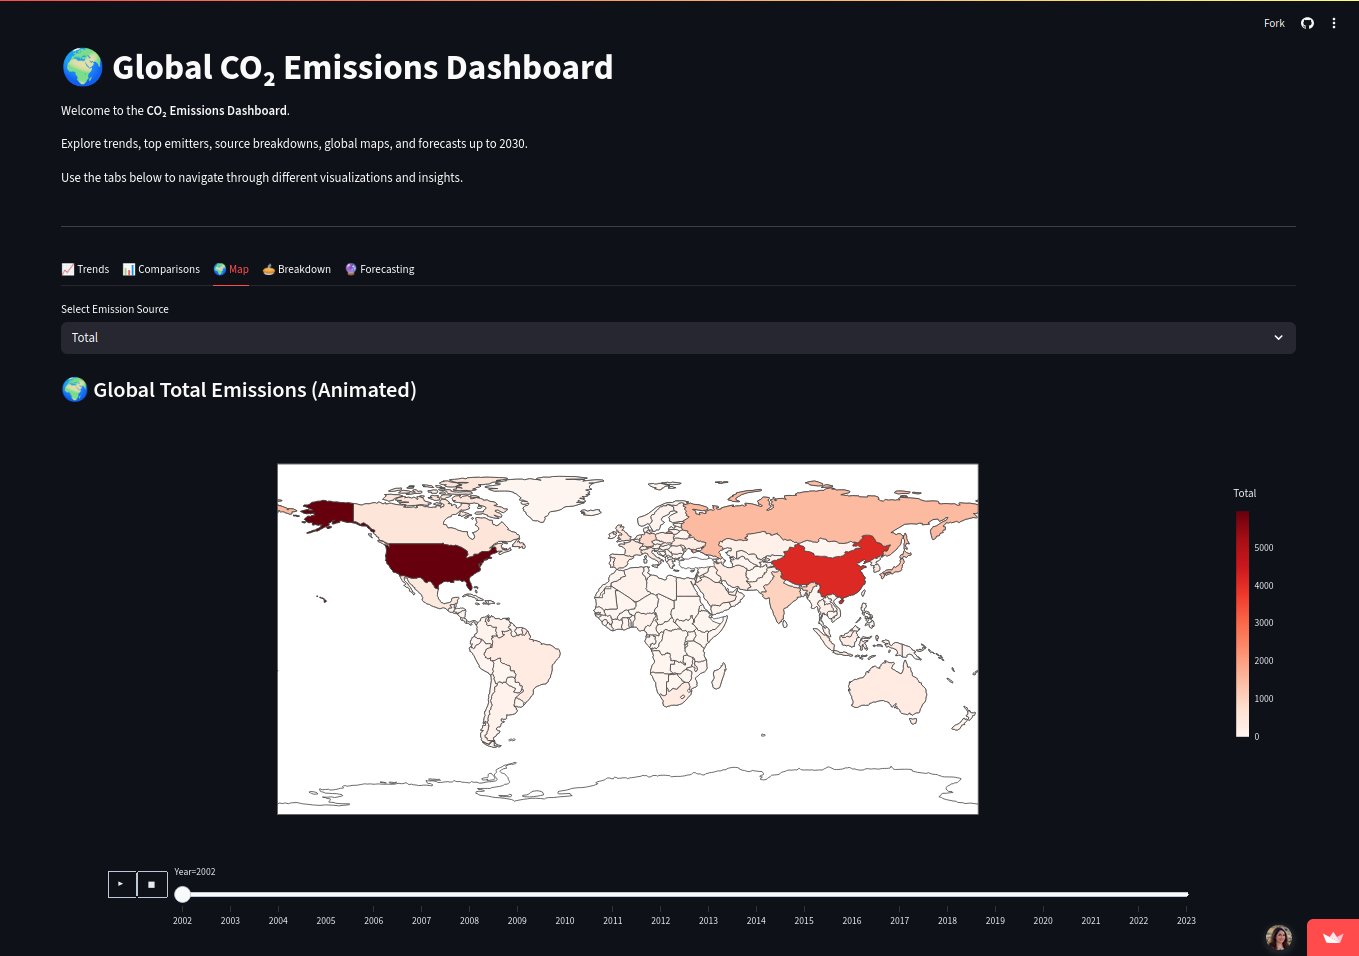 Fork
Global CO₂ Emissions Dashboard
Welcome to the CO₂ Emissions Dashboard.
Explore trends, top emitters, source breakdowns, global maps, and forecasts up to 2030.
Use the tabs below to navigate through different visualizations and insights.
Trends Comparisons Map Breakdown Forecasting
Select Emission Source
Total
Global Total Emissions (Animated)
Total
5000
4000
3000
2000
1000
0
Year=2002
2002 2003 2004 2005 2006 2007 2008 2009 2010 2011 2012 2013 2014 2015 2016 2017 2018 2019 2020 2021 2022 2023